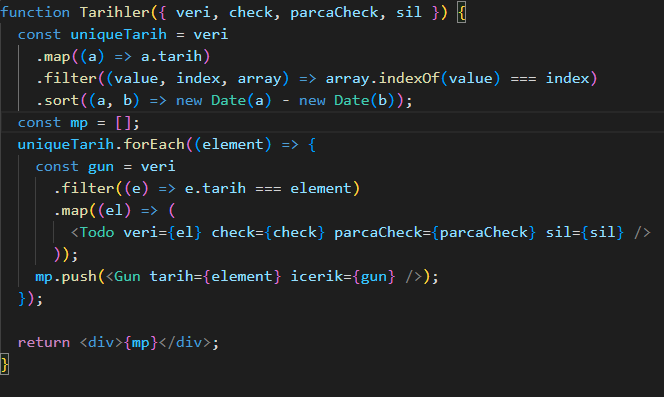 function Tarihler({ veri, check, parcaCheck, sil }) {
  const uniqueTarih = veri
    .map((a) => a.tarih)
    .filter((value, index, array) => array.indexOf(value) === index)
    .sort((a, b) => new Date(a) - new Date(b));
  const mp = [];
  uniqueTarih.forEach((element) => {
    const gun = veri
      .filter((e) => e.tarih === element)
      .map((el) => (
        <Todo veri={el} check={check} parcaCheck={parcaCheck} sil={sil} />
      ));
    mp.push(<Gun tarih={element} icerik={gun} />);
  });

  return <div>{mp}</div>;
}